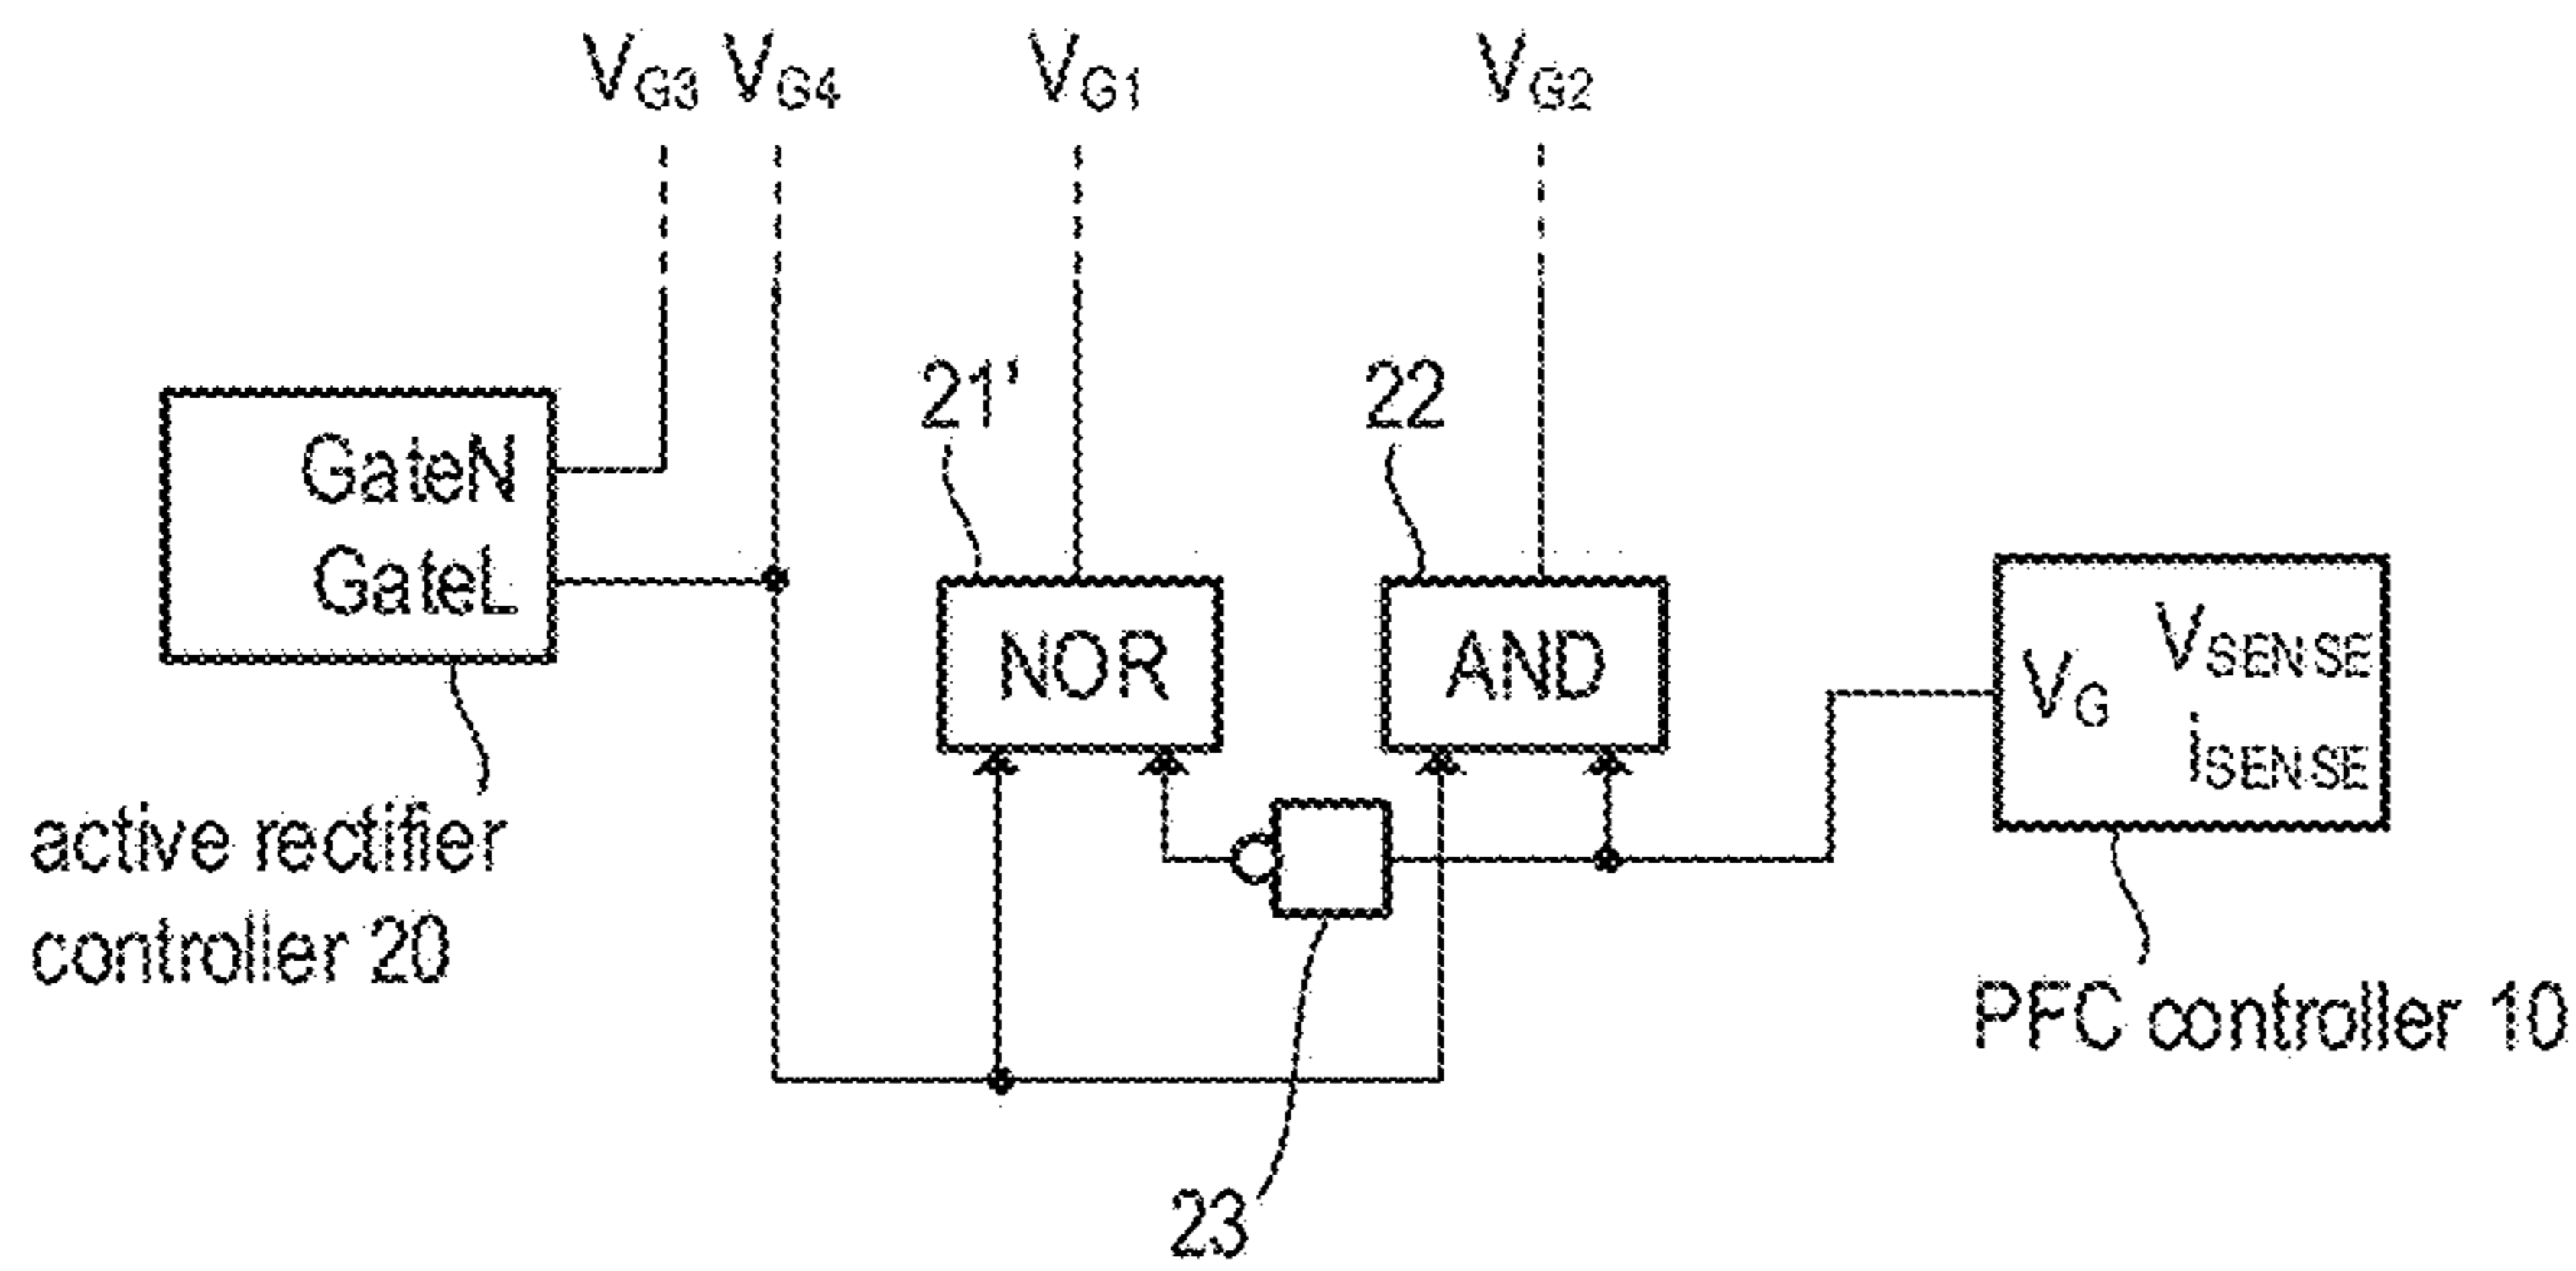 VG3 VG4 VG1 VG2
21' 22
GateN
GateL
NOR
AND
VG
VSENSE
iSENSE
active rectifier
controller 20
PFC controller 10
23